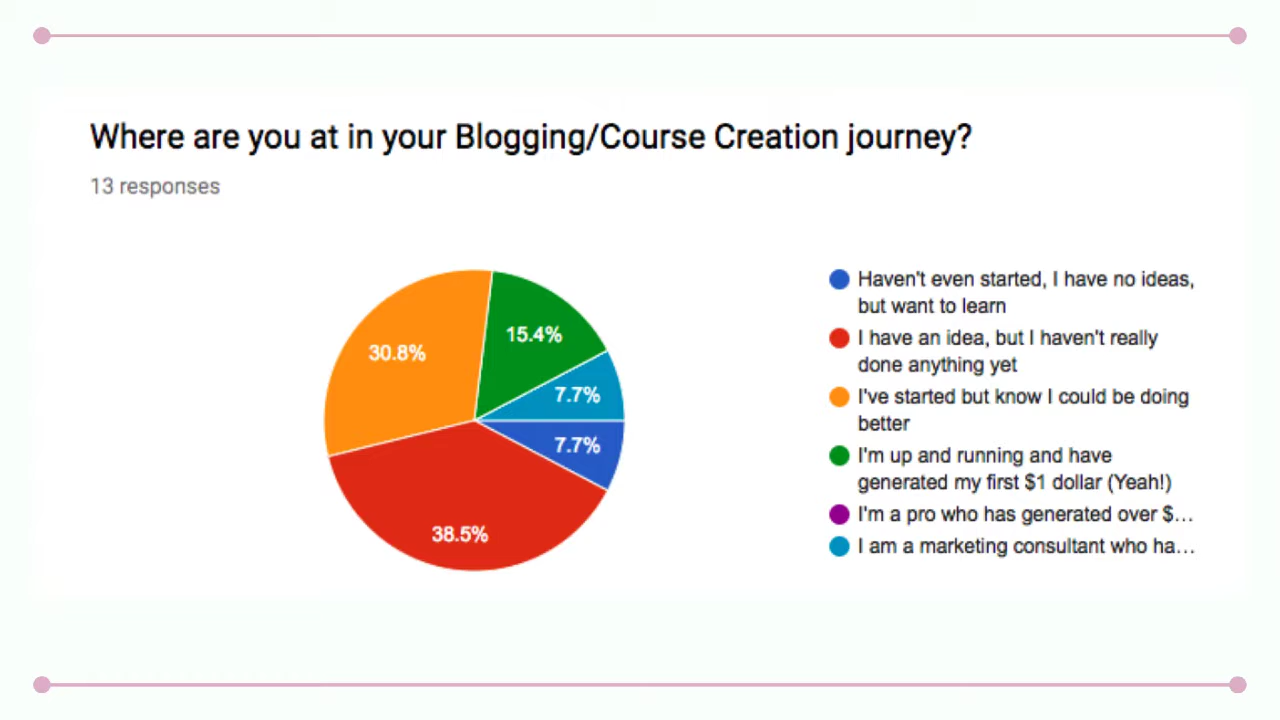 Where are you at in your Blogging/Course Creation journey?
13 responses
30.8%
15.4%
7.7%
7.7%
38.5%
Haven't even started, I have no ideas,
but want to learn
I have an idea, but I haven't really
done anything yet
I've started but know I could be doing
better
I'm up and running and have
generated my first $1 dollar (Yeah!)
I'm a pro who has generated over $...
I am a marketing consultant who ha...